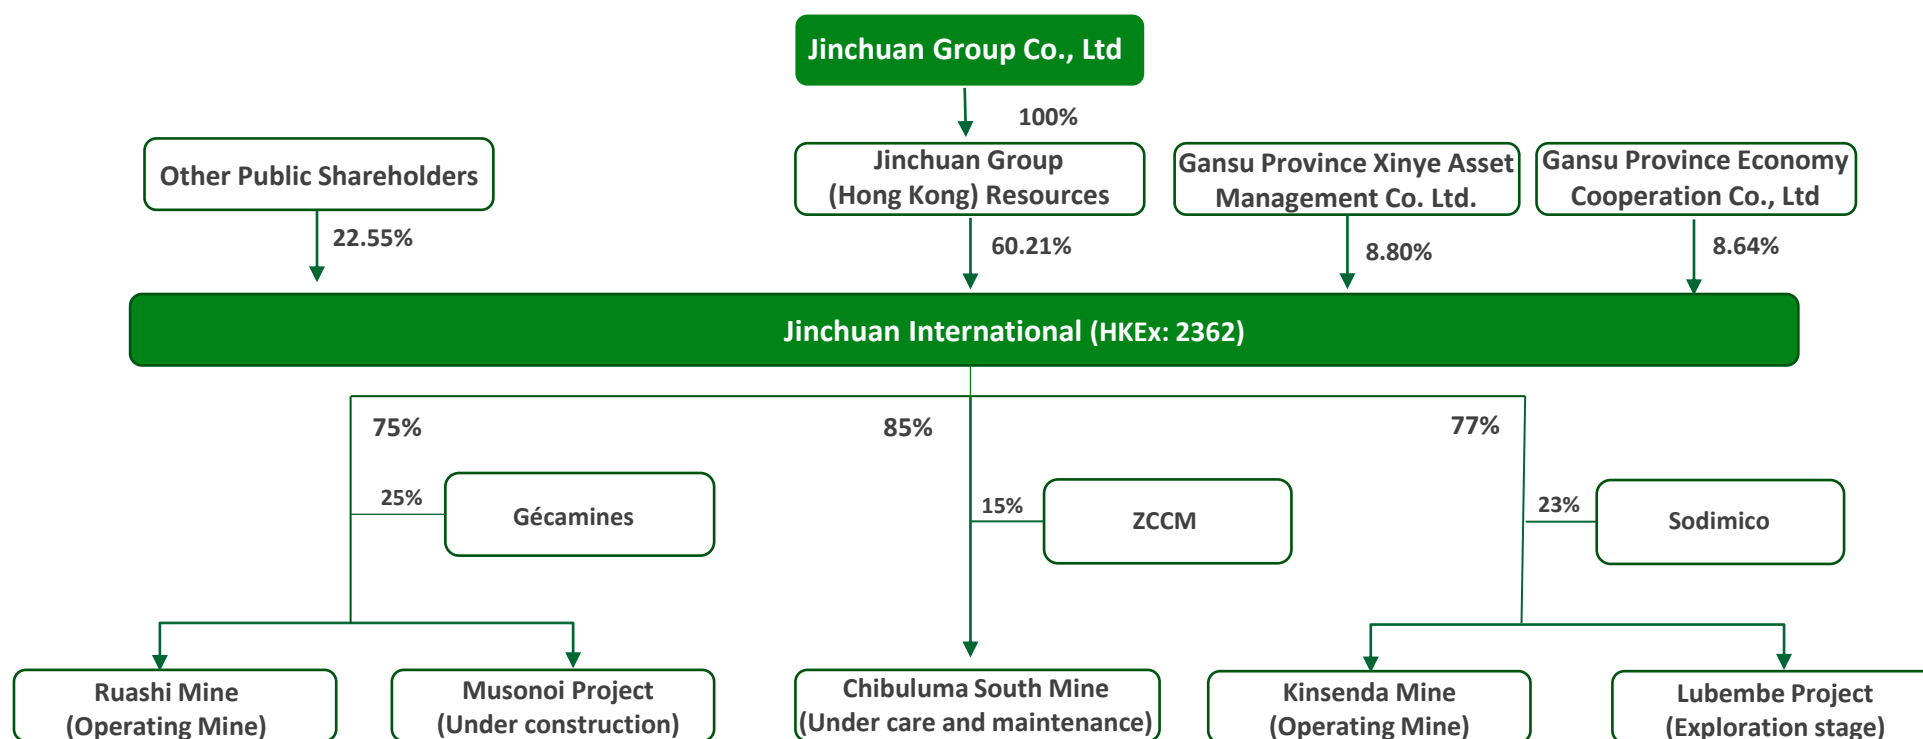 Jinchuan Group Co., Ltd
100%
Other Public Shareholders
Jinchuan Group
(Hong Kong) Resources
Gansu Province Xinye Asset
Management Co. Ltd.
Gansu Province Economy
Cooperation Co., Ltd
22.55%
60.21%
8.80%
8.64%
Jinchuan International (HKEx: 2362)
75%
85%
77%
25%
Gécamines
15%
ZCCM
23%
Sodimico
Ruashi Mine
(Operating Mine)
Musonoi Project
(Under construction)
Chibuluma South Mine
(Under care and maintenance)
Kinsenda Mine
(Operating Mine)
Lubembe Project
(Exploration stage)